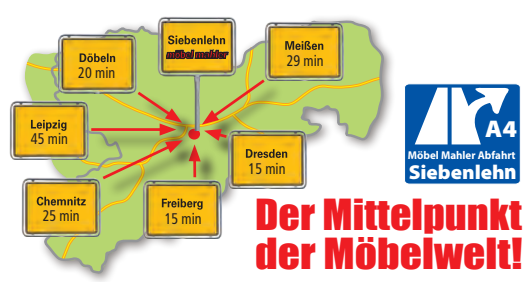 Siebenlehn
möbel mahler
Meißen
29 min
Döbeln
20 min
Leipzig
45 min
Dresden
15 min
Chemnitz
25 min
Freiberg
15 min
A4
Möbel Mahler Abfahrt
Siebenlehn
Der Mittelpunkt
der Möbelwelt!